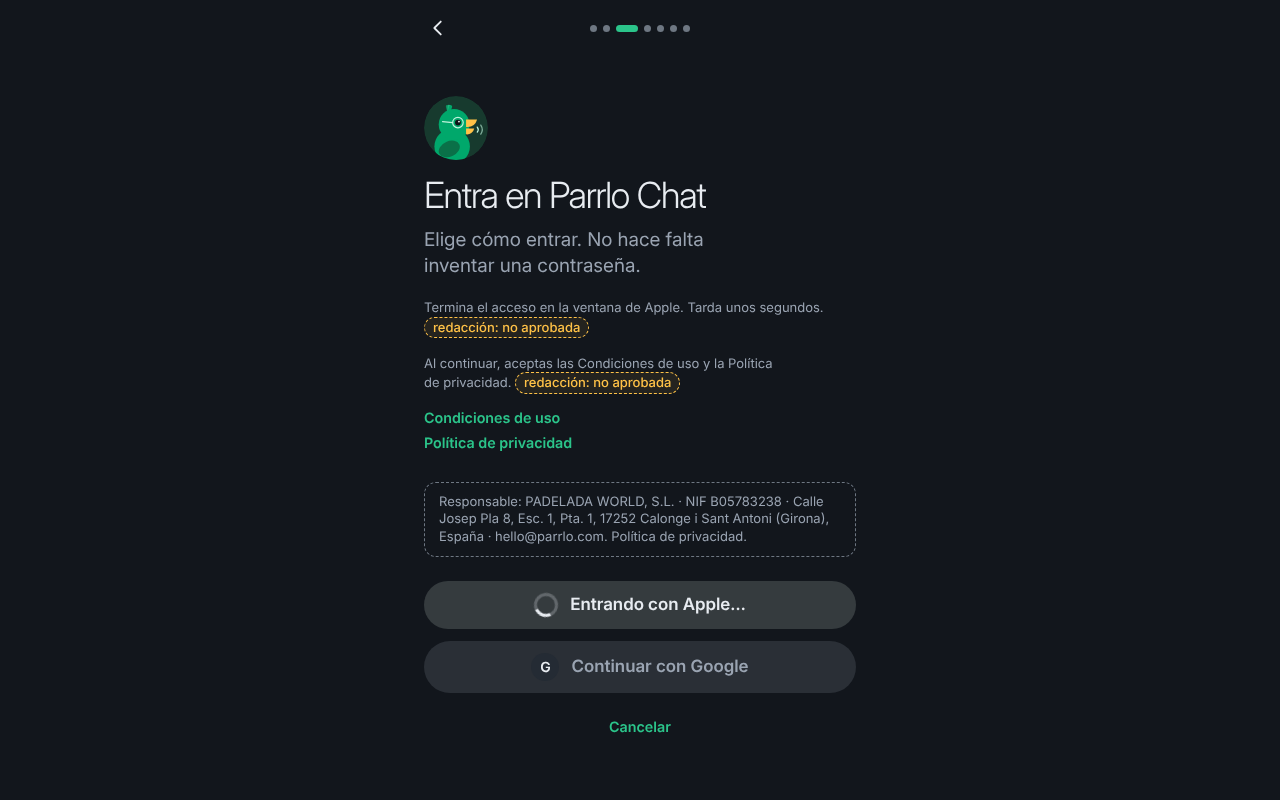 Entra en Parrlo Chat
Elige cómo entrar. No hace falta
inventar una contraseña.
Termina el acceso en la ventana de Apple. Tarda unos segundos.
redacción: no aprobada
Al continuar, aceptas las Condiciones de uso y la Política
de privacidad. redacción: no aprobada
Condiciones de uso
Política de privacidad
Responsable: PADELADA WORLD, S.L. · NIF B05783238 · Calle
Josep Pla 8, Esc. 1, Pta. 1, 17252 Calonge i Sant Antoni (Girona),
España · hello@parrlo.com. Política de privacidad.
Entrando con Apple…
G Continuar con Google
Cancelar